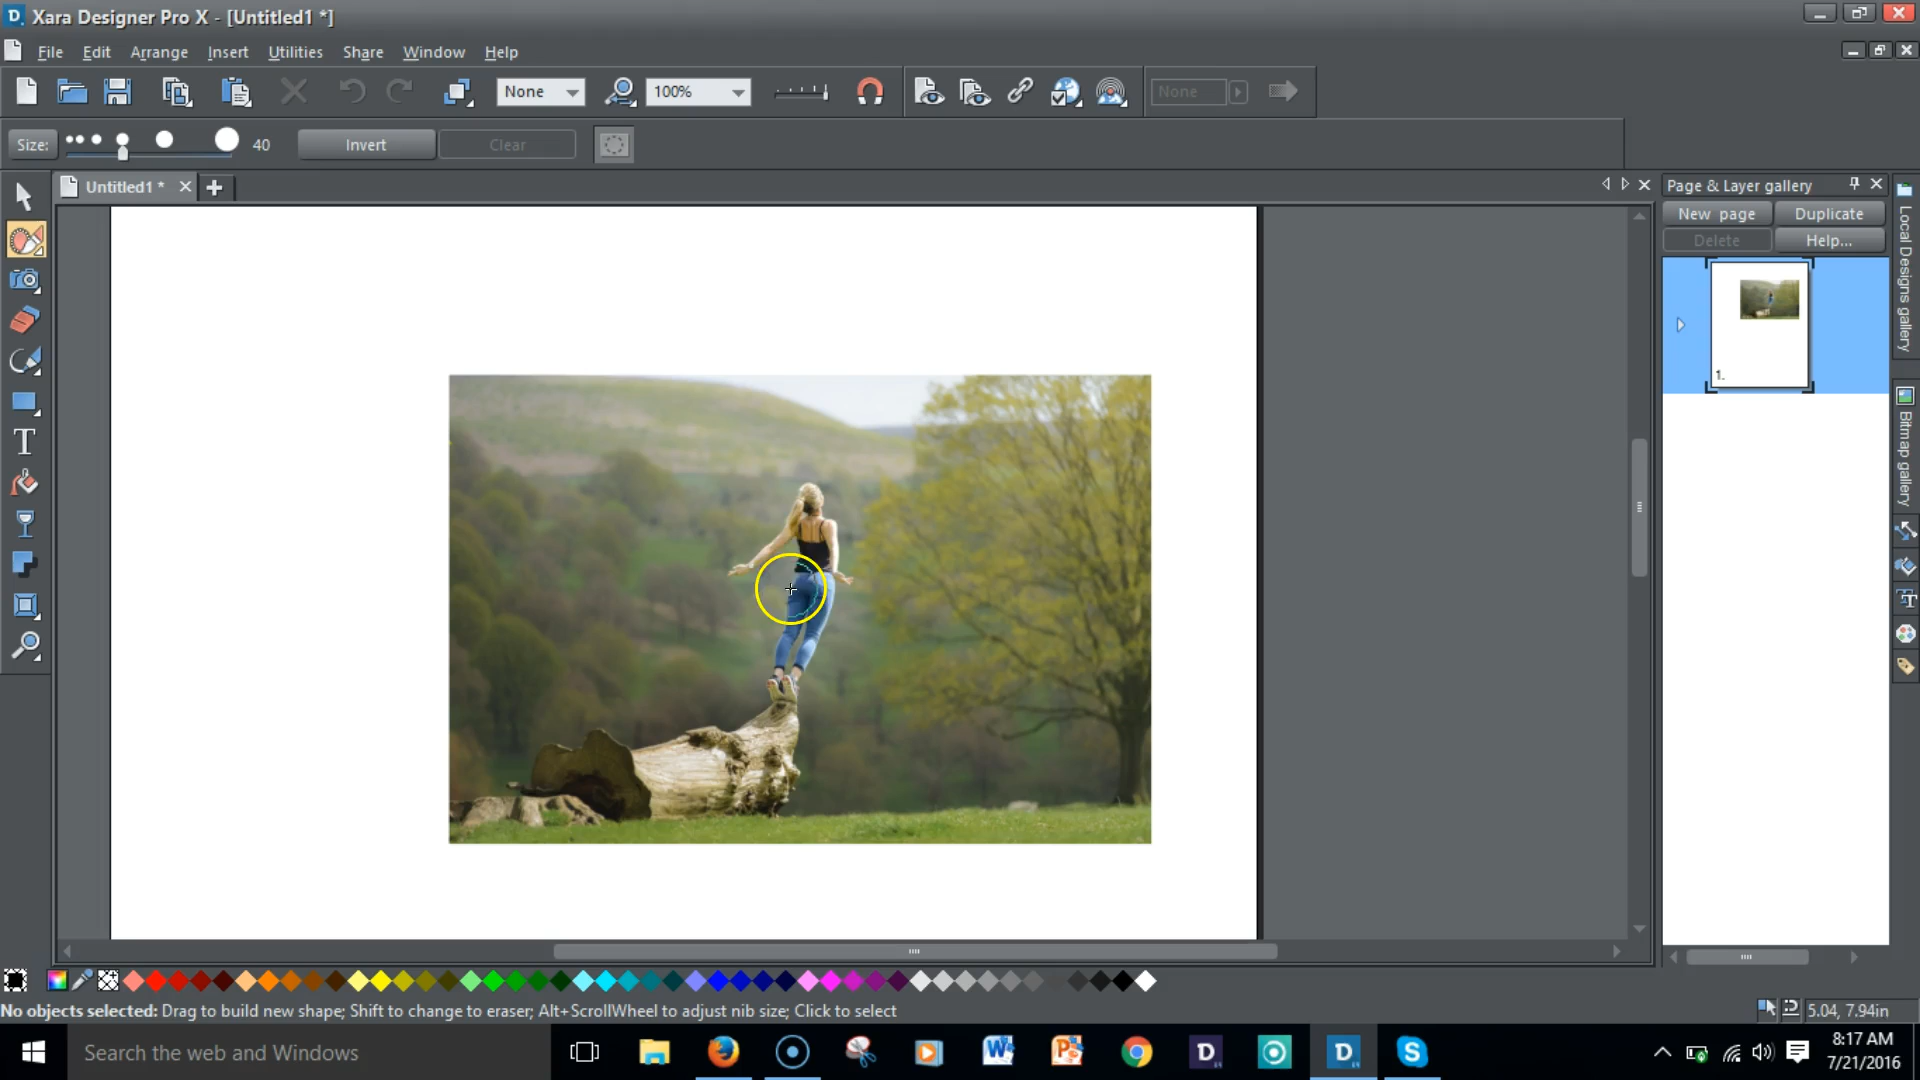 Xara Designer Pro X - [Untitled1 *]
File Edit Arrange Insert Utilities Share Window Help
None 100% None
Size: 40 Invert Clear
Untitled1 *
Page & Layer gallery
New page Duplicate
Delete Help...
1.
Local Designs gallery
Bitmap gallery
No objects selected: Drag to build new shape; Shift to change to eraser; Alt+ScrollWheel to adjust nib size; Click to select
5.04, 7.94in
Search the web and Windows
8:17 AM
7/21/2016